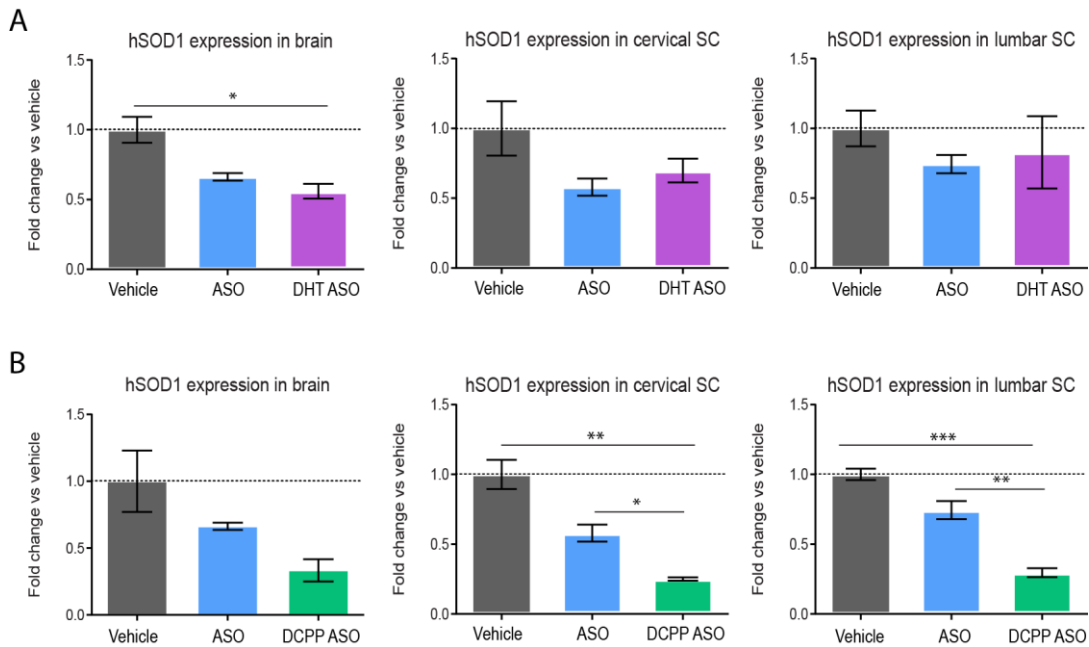 A
hSOD1 expression in brain
Fold change vs vehicle
1.5
1.0
0.5
0.0
*
Vehicle ASO DHT ASO
hSOD1 expression in cervical SC
Fold change vs vehicle
1.5
1.0
0.5
0.0
Vehicle ASO DHT ASO
hSOD1 expression in lumbar SC
Fold change vs vehicle
1.5
1.0
0.5
0.0
Vehicle ASO DHT ASO
B
hSOD1 expression in brain
Fold change vs vehicle
1.5
1.0
0.5
0.0
Vehicle ASO DCPP ASO
hSOD1 expression in cervical SC
Fold change vs vehicle
1.5
1.0
0.5
0.0
**
*
Vehicle ASO DCPP ASO
hSOD1 expression in lumbar SC
Fold change vs vehicle
1.5
1.0
0.5
0.0
***
**
Vehicle ASO DCPP ASO